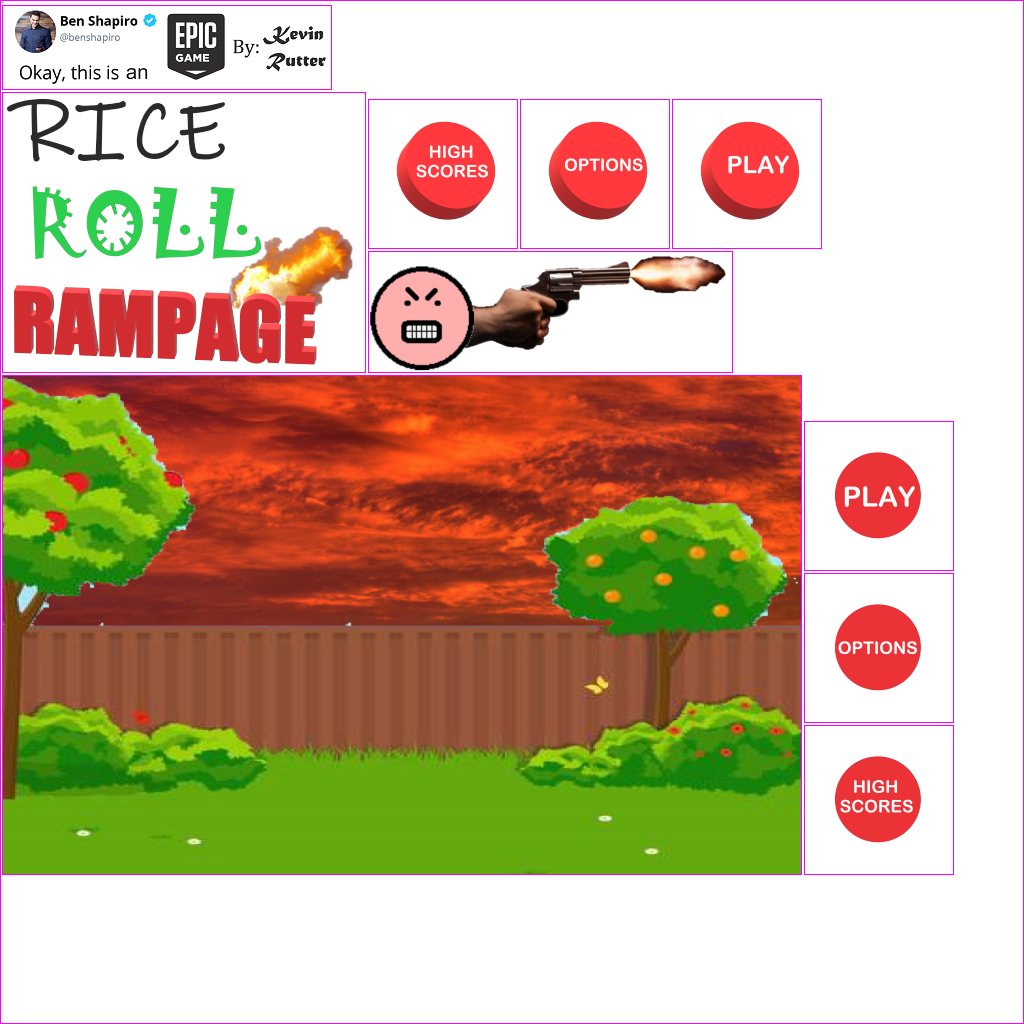 Ben Shapiro
@benshapiro
Okay, this is an
EPIC
GAME
By:
Kevin
Rutter
RICE
ROLL
RAMPAGE
HIGH
SCORES
OPTIONS
PLAY
PLAY
OPTIONS
HIGH
SCORES